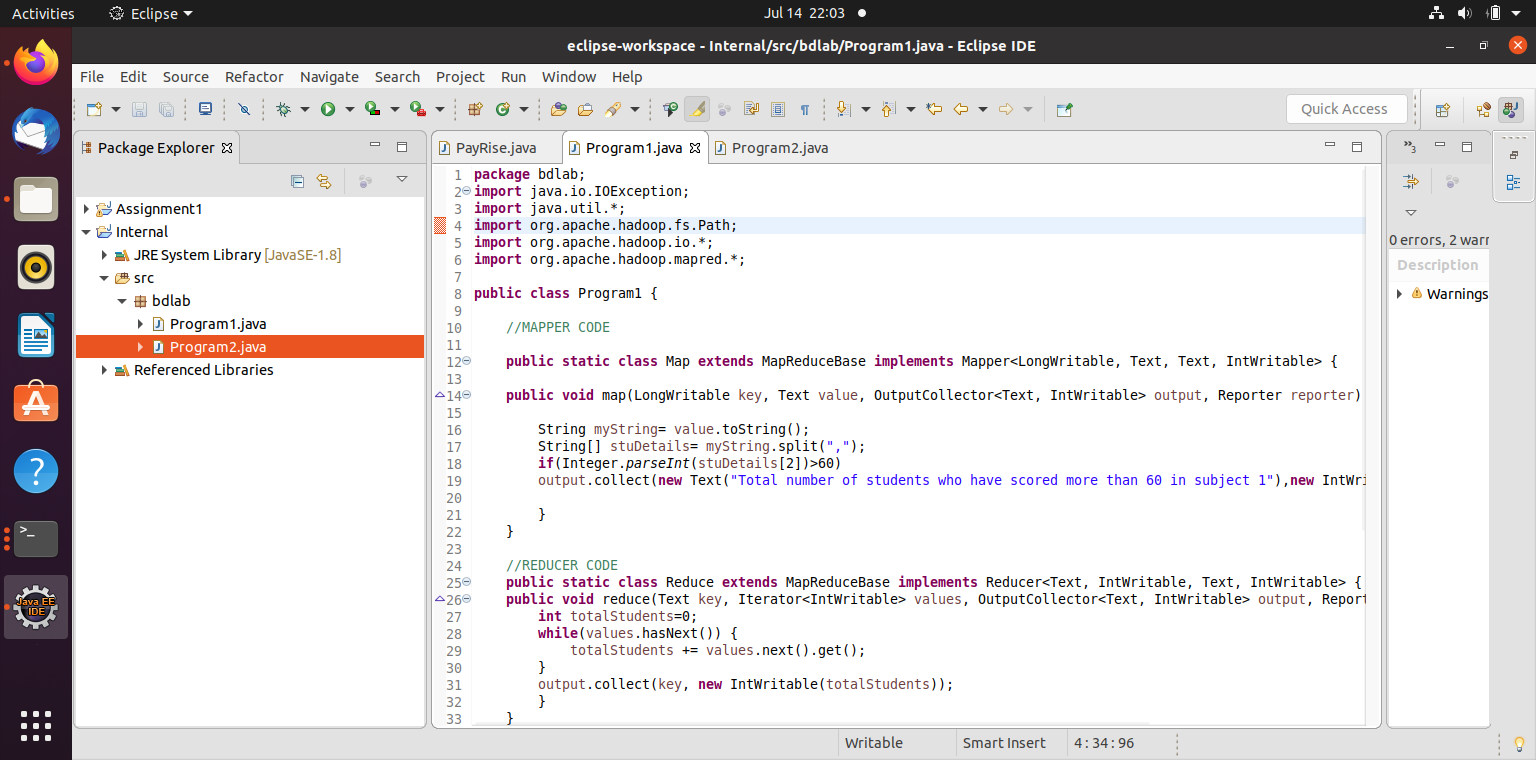 Activities Eclipse Jul 14 22:03
eclipse-workspace - Internal/src/bdlab/Program1.java - Eclipse IDE
File Edit Source Refactor Navigate Search Project Run Window Help
Quick Access
Package Explorer
Assignment1
Internal
JRE System Library [JavaSE-1.8]
src
bdlab
Program1.java
Program2.java
Referenced Libraries
PayRise.java Program1.java Program2.java
1 package bdlab;
2 import java.io.IOException;
3 import java.util.*;
4 import org.apache.hadoop.fs.Path;
5 import org.apache.hadoop.io.*;
6 import org.apache.hadoop.mapred.*;
7
8 public class Program1 {
9
10 //MAPPER CODE
11
12 public static class Map extends MapReduceBase implements Mapper<LongWritable, Text, Text, IntWritable> {
13
14 public void map(LongWritable key, Text value, OutputCollector<Text, IntWritable> output, Reporter reporter)
15
16 String myString= value.toString();
17 String[] stuDetails= myString.split(",");
18 if(Integer.parseInt(stuDetails[2])>60)
19 output.collect(new Text("Total number of students who have scored more than 60 in subject 1"),new IntWri
20
21 }
22 }
23
24 //REDUCER CODE
25 public static class Reduce extends MapReduceBase implements Reducer<Text, IntWritable, Text, IntWritable> {
26 public void reduce(Text key, Iterator<IntWritable> values, OutputCollector<Text, IntWritable> output, Report
27 int totalStudents=0;
28 while(values.hasNext()) {
29 totalStudents += values.next().get();
30 }
31 output.collect(key, new IntWritable(totalStudents));
32 }
33 }
3
0 errors, 2 warr
Description
Warnings
Java EE
IDE
Writable Smart Insert 4:34:96